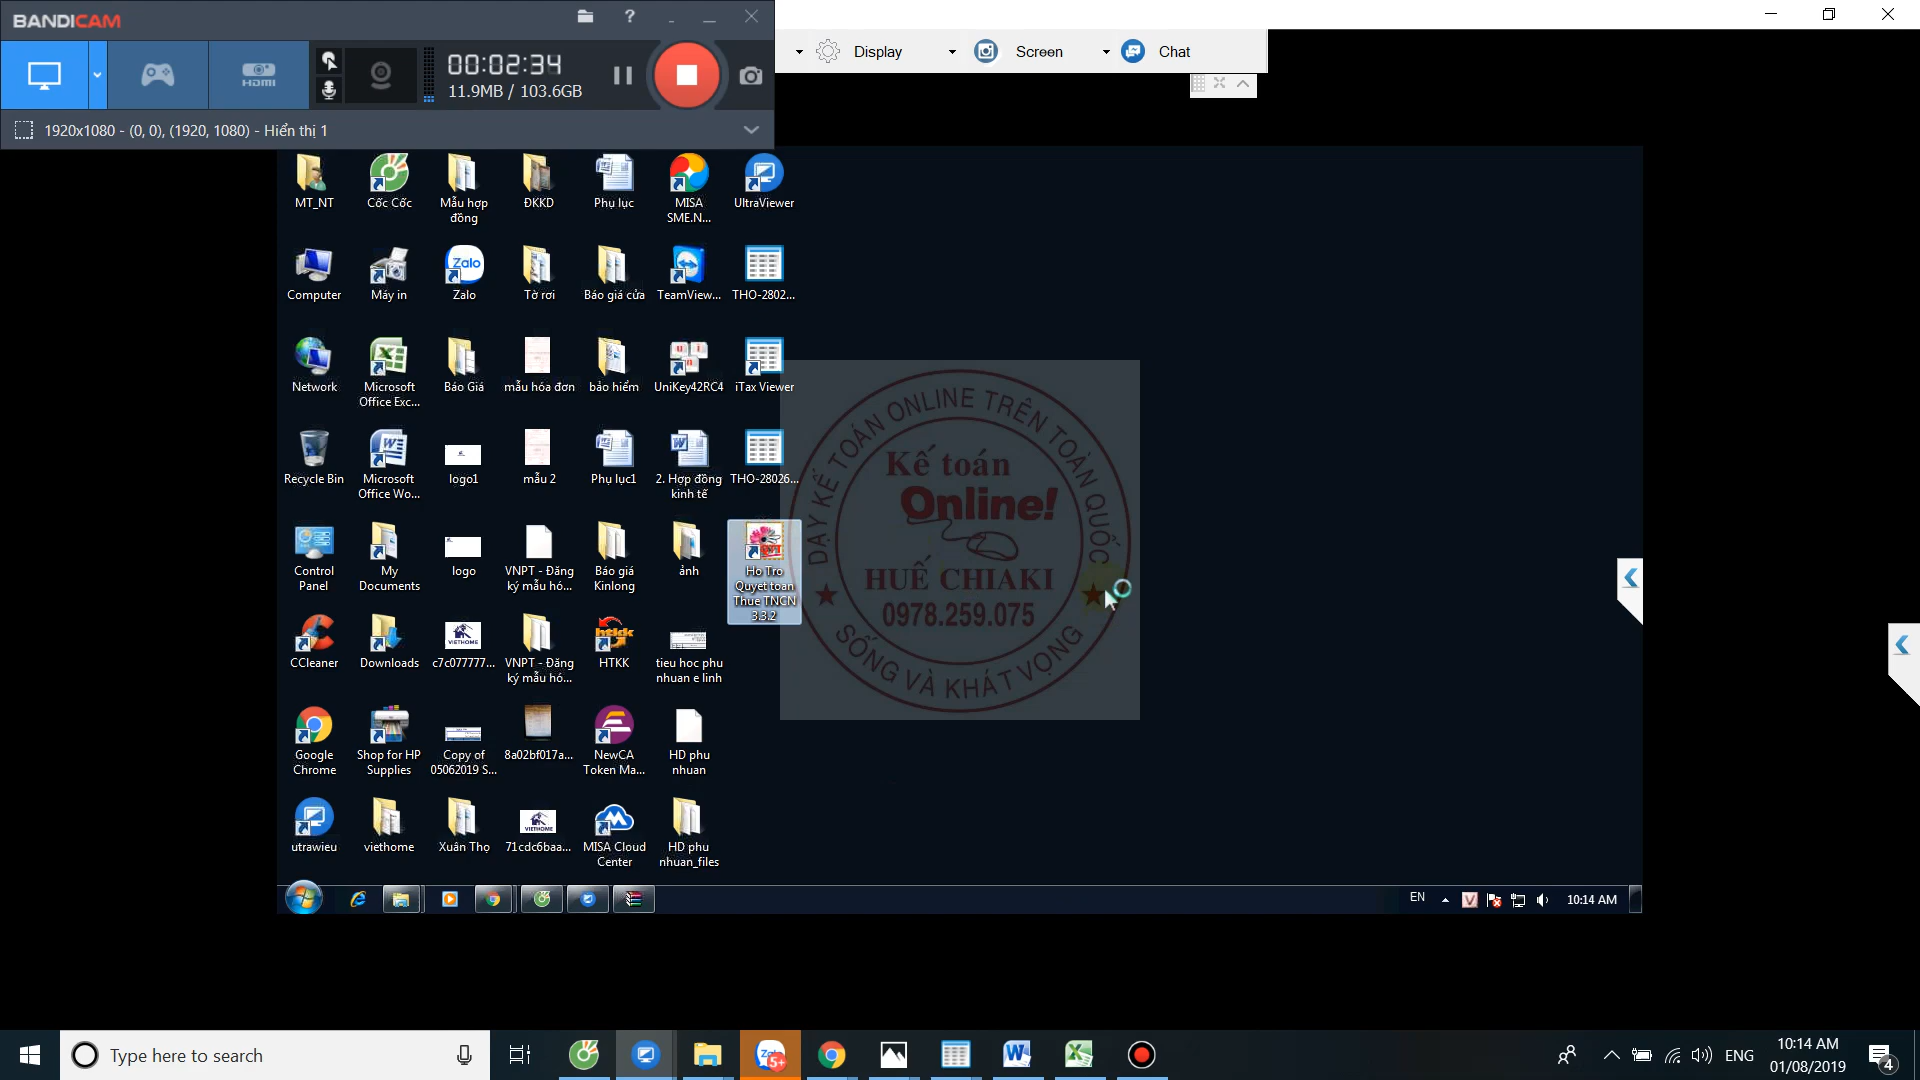 BANDICAM
?
00:02:34
11.9MB / 103.6GB
1920x1080 - (0, 0), (1920, 1080) - Hiển thị 1
Display
Screen
Chat
MT_NT
Cốc Cốc
Mẫu hợp
đồng
ĐKKD
Phụ lục
MISA
SME.N...
UltraViewer
Computer
Máy in
Zalo
Zalo
Tờ rơi
Báo giá cửa
TeamView...
THO-2802...
Network
Microsoft
Office Exc...
Báo Giá
mẫu hóa đơn
bảo hiểm
UniKey42RC4
iTax Viewer
Recycle Bin
Microsoft
Office Wo...
logo1
mẫu 2
Phụ lục1
2. Hợp đồng
kinh tế
THO-28026...
Control
Panel
My
Documents
logo
VNPT - Đăng
ký mẫu hó...
Báo giá
Kinlong
ảnh
Ho Tro
Quyet toan
Thue TNCN
3.3.2
CCleaner
Downloads
c7c077777...
VNPT - Đăng
ký mẫu hó...
HTKK
tieu hoc phu
nhuan e linh
Google
Chrome
Shop for HP
Supplies
Copy of
05062019 S...
8a02bf017a...
NewCA
Token Ma...
HD phu
nhuan
utrawieu
viethome
Xuân Thọ
71cdc6baa...
MISA Cloud
Center
HD phu
nhuan_files
DẠY KẾ TOÁN ONLINE TRÊN TOÀN QUỐC
Kế toán
Online!
HUẾ CHIAKI
0978.259.075
SỐNG VÀ KHÁT VỌNG
EN
10:14 AM
Type here to search
5+
ENG
10:14 AM
01/08/2019
4